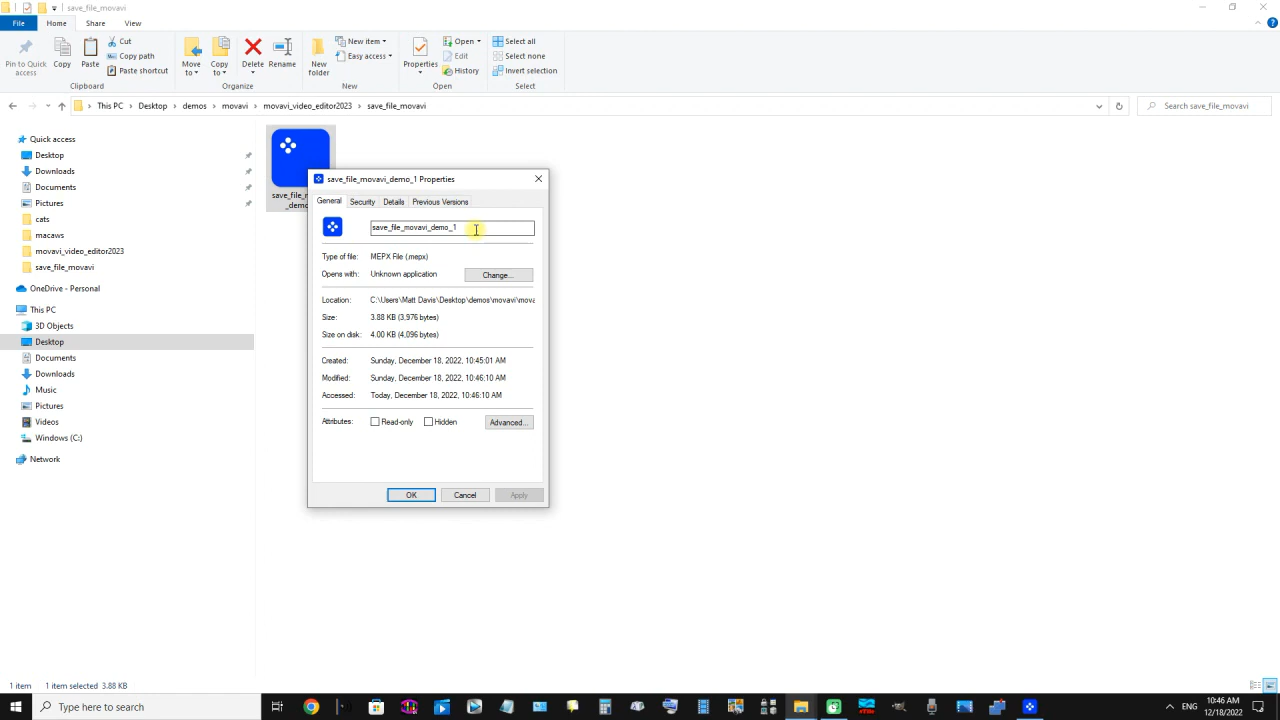 save_file_movavi
File
Home
Share
View
Pin to Quick access
Copy
Paste
Cut
Copy path
Paste shortcut
Clipboard
Move to
Copy to
Delete
Rename
Organize
New folder
New item
Easy access
New
Properties
Open
Edit
History
Open
Select all
Select none
Invert selection
Select
This PC > Desktop > demos > movavi > movavi_video_editor2023 > save_file_movavi
Search save_file_movavi
Quick access
Desktop
Downloads
Documents
Pictures
cats
macaws
movavi_video_editor2023
save_file_movavi
OneDrive - Personal
This PC
3D Objects
Desktop
Documents
Downloads
Music
Pictures
Videos
Windows (C:)
Network
save_file_m
_demo
save_file_movavi_demo_1 Properties
General
Security
Details
Previous Versions
save_file_movavi_demo_1
Type of file: MEPX File (.mepx)
Opens with: Unknown application
Change...
Location: C:\Users\Matt Davis\Desktop\demos\movavi\mova
Size: 3.88 KB (3,976 bytes)
Size on disk: 4.00 KB (4,096 bytes)
Created: Sunday, December 18, 2022, 10:45:01 AM
Modified: Sunday, December 18, 2022, 10:46:10 AM
Accessed: Today, December 18, 2022, 10:46:10 AM
Attributes: Read-only Hidden Advanced...
OK
Cancel
Apply
1 item 1 item selected 3.88 KB
Type here to search
ENG
10:46 AM
12/18/2022